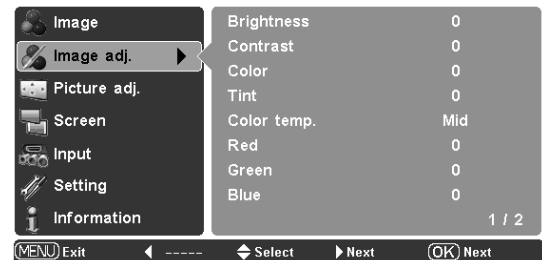 Image
Image adj.
Picture adj.
Screen
Input
Setting
Information
Brightness 0
Contrast 0
Color 0
Tint 0
Color temp. Mid
Red 0
Green 0
Blue 0
1 / 2
MENU Exit ----- Select Next OK Next